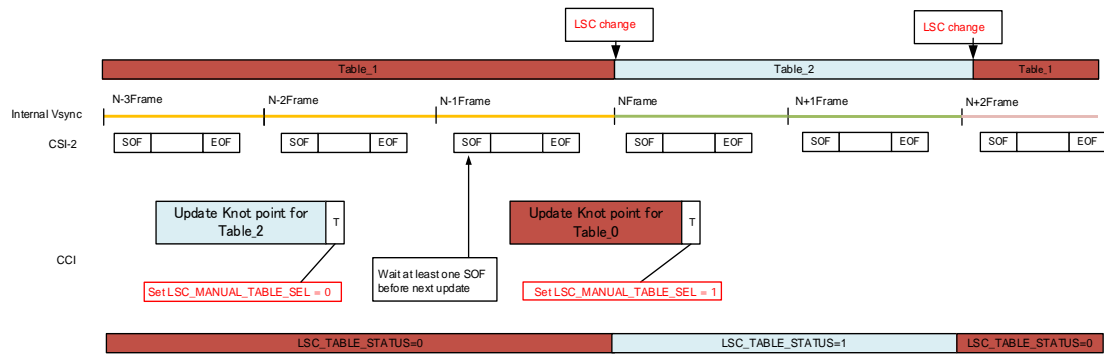 LSC change
LSC change
Table_1
Table_2
Table_1
Internal Vsync
N-3Frame
N-2Frame
N-1Frame
NFrame
N+1Frame
N+2Frame
CSI-2
SOF
EOF
SOF
EOF
SOF
EOF
SOF
EOF
SOF
EOF
SOF
EOF
CCI
Update Knot point for
Table_2
T
Update Knot point for
Table_0
T
Set LSC_MANUAL_TABLE_SEL = 0
Wait at least one SOF
before next update
Set LSC_MANUAL_TABLE_SEL = 1
LSC_TABLE_STATUS=0
LSC_TABLE_STATUS=1
LSC_TABLE_STATUS=0